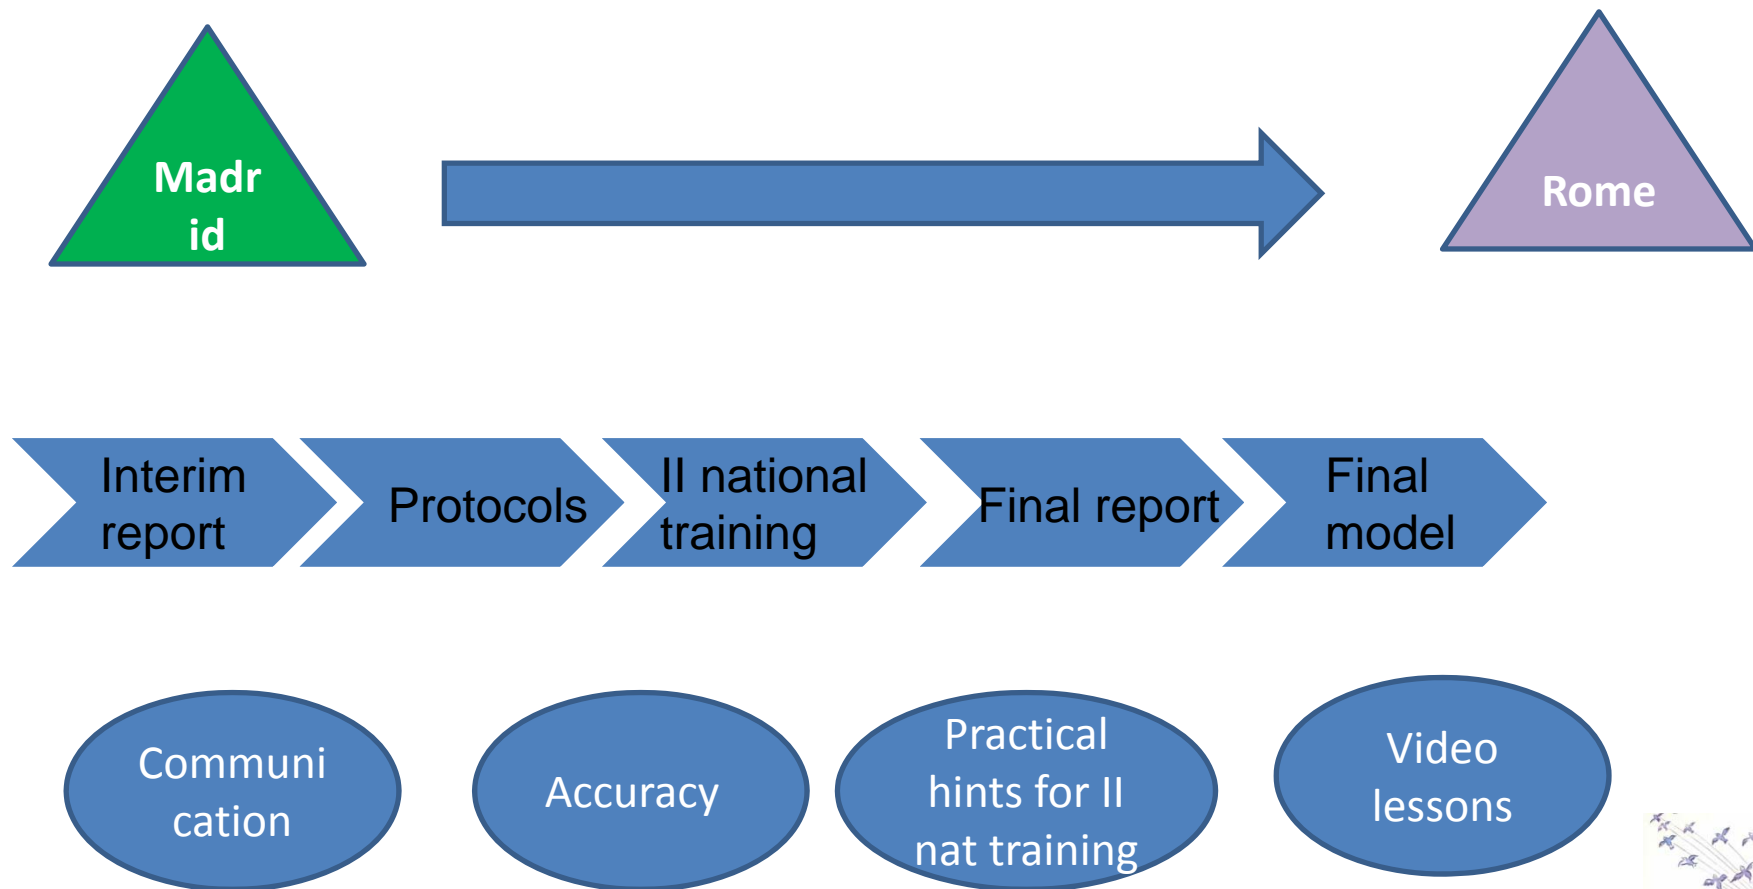 Madr
id
Rome
Interim
report
Protocols
II national
training
Final report
Final
model
Communi
cation
Accuracy
Practical
hints for II
nat training
Video
lessons